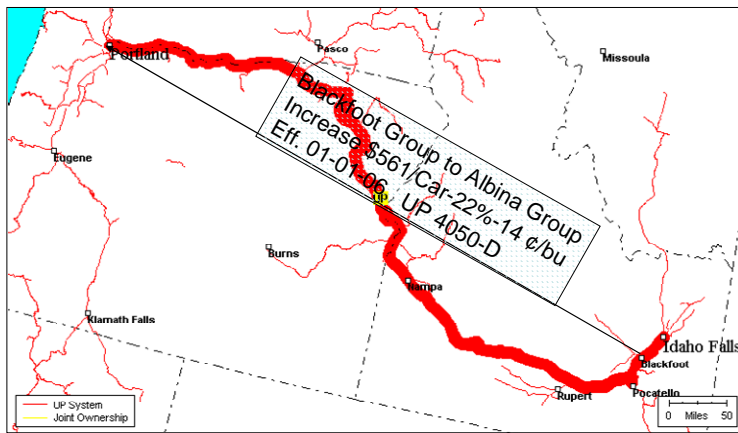 Portland
Pasco
Missoula
Blackfoot Group to Albina Group
Increase $561/Car-22%-14 ¢/bu
Eff. 01-01-06 UP 4050-D
Eugene
UP
Burns
Nampa
Klamath Falls
Idaho Falls
Blackfoot
Rupert
Pocatello
UP System
Joint Ownership
0 Miles 50